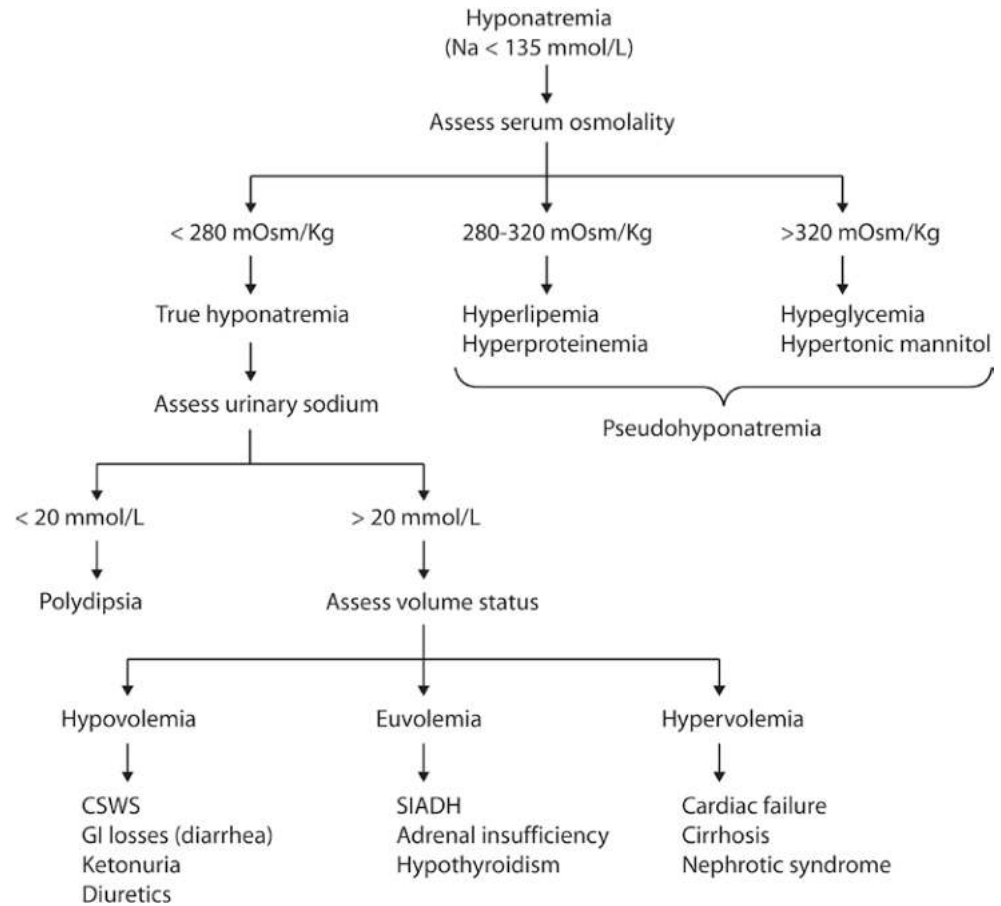 Hyponatremia
(Na < 135 mmol/L)
Assess serum osmolality
< 280 mOsm/Kg
280-320 mOsm/Kg
>320 mOsm/Kg
True hyponatremia
Hyperlipemia
Hyperproteinemia
Hypeglycemia
Hypertonic mannitol
Assess urinary sodium
Pseudohyponatremia
< 20 mmol/L
> 20 mmol/L
Polydipsia
Assess volume status
Hypovolemia
Euvolemia
Hypervolemia
CSWS
GI losses (diarrhea)
Ketonuria
Diuretics
SIADH
Adrenal insufficiency
Hypothyroidism
Cardiac failure
Cirrhosis
Nephrotic syndrome